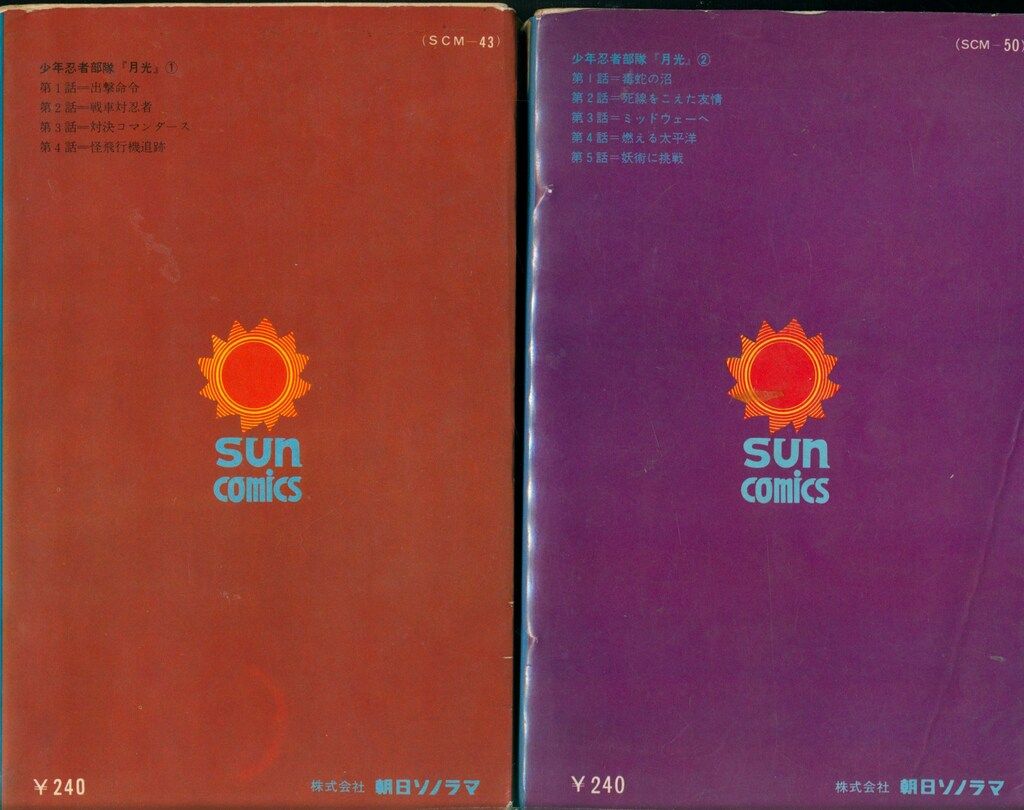 (SCM－43)
少年忍者部隊『月光』①
第1話＝出撃命令
第2話＝戦車対忍者
第3話＝対決コマンダース
第4話＝怪飛行機追跡
sun
comics
￥240
株式会社 朝日ソノラマ
(SCM－50)
少年忍者部隊『月光』②
第1話＝毒蛇の沼
第2話＝死線をこえた友情
第3話＝ミッドウェーへ
第4話＝燃える太平洋
第5話＝妖術に挑戦
sun
comics
￥240
株式会社 朝日ソノラマ